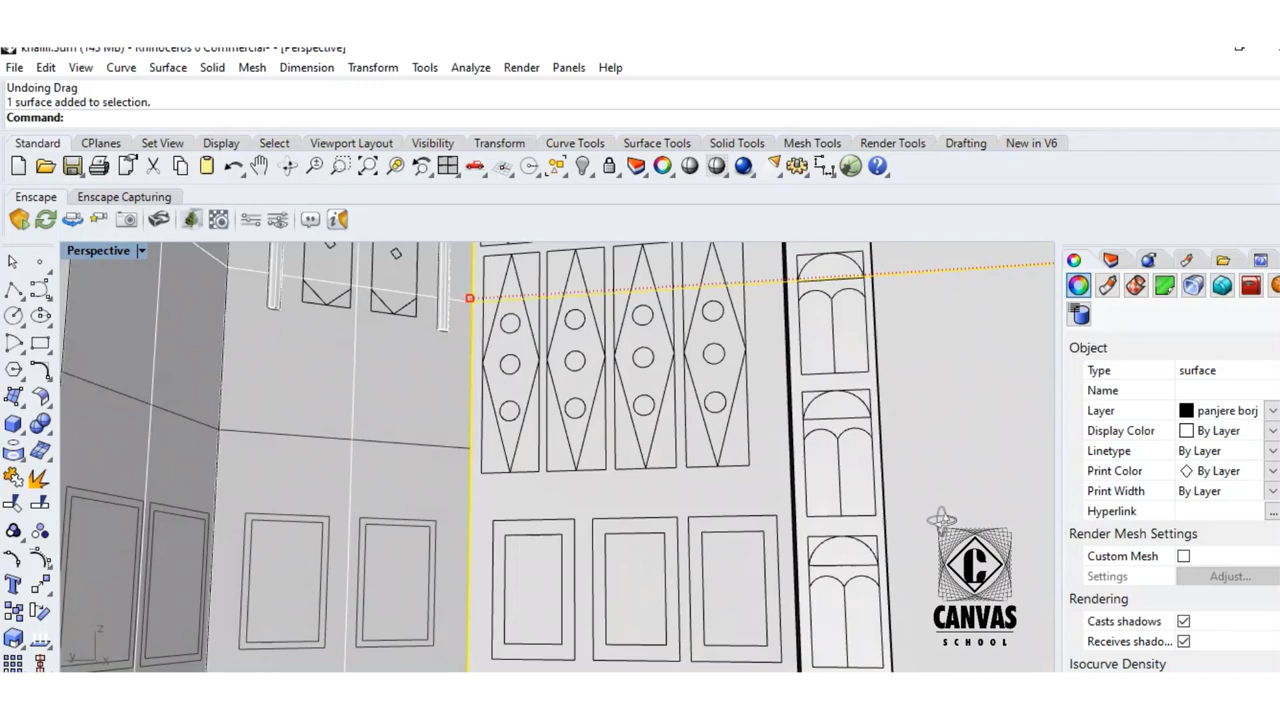 File Edit View Curve Surface Solid Mesh Dimension Transform Tools Analyze Render Panels Help
Undoing Drag
1 surface added to selection.
Command:
Standard CPlanes Set View Display Select Viewport Layout Visibility Transform Curve Tools Surface Tools Solid Tools Mesh Tools Render Tools Drafting New in V6
Enscape Enscape Capturing
Perspective
Object
Type surface
Name
Layer panjere borj
Display Color By Layer
Linetype By Layer
Print Color By Layer
Print Width By Layer
Hyperlink ...
Render Mesh Settings
Custom Mesh
Settings Adjust...
Rendering
Casts shadows
Receives shado...
Isocurve Density
CANVAS
SCHOOL
z
y x